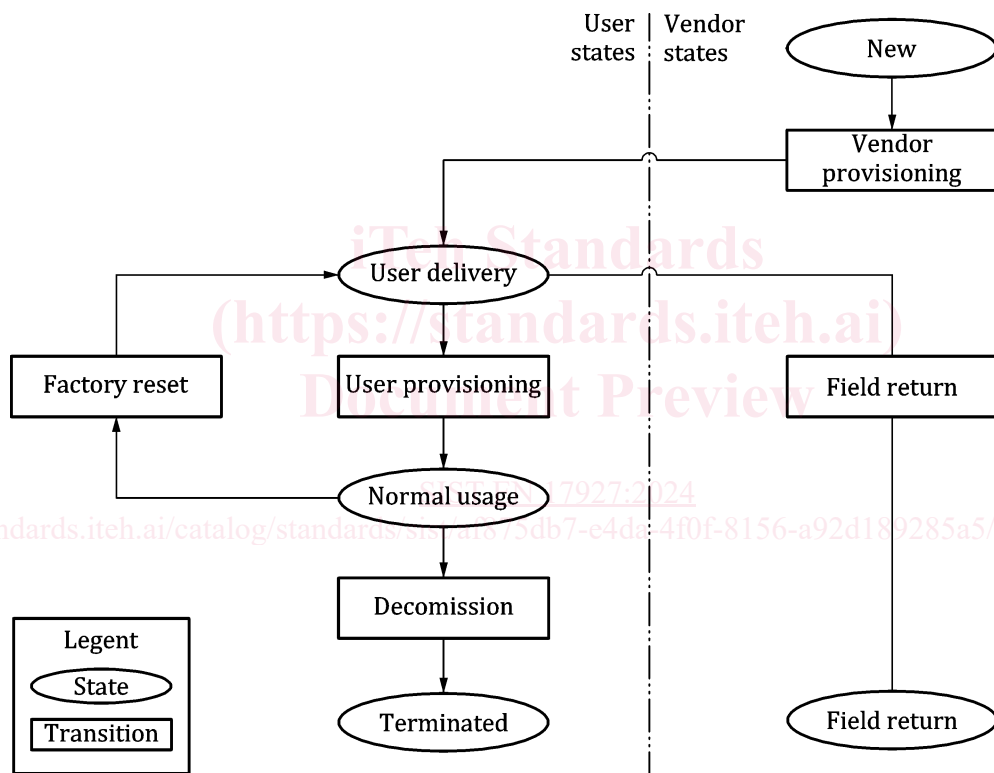 User
states
Vendor
states
New
Vendor
provisioning
iTeh Standards
User delivery
(https://standards.iteh.ai)
Factory reset
User provisioning
Field return
Document Preview
Normal usage
SIST EN 17927:2024
ndards.iteh.ai/catalog/standards/sist/af875db7-e4da-4f0f-8156-a92d189285a5/
Decomission
Legent
State
Transition
Terminated
Field return